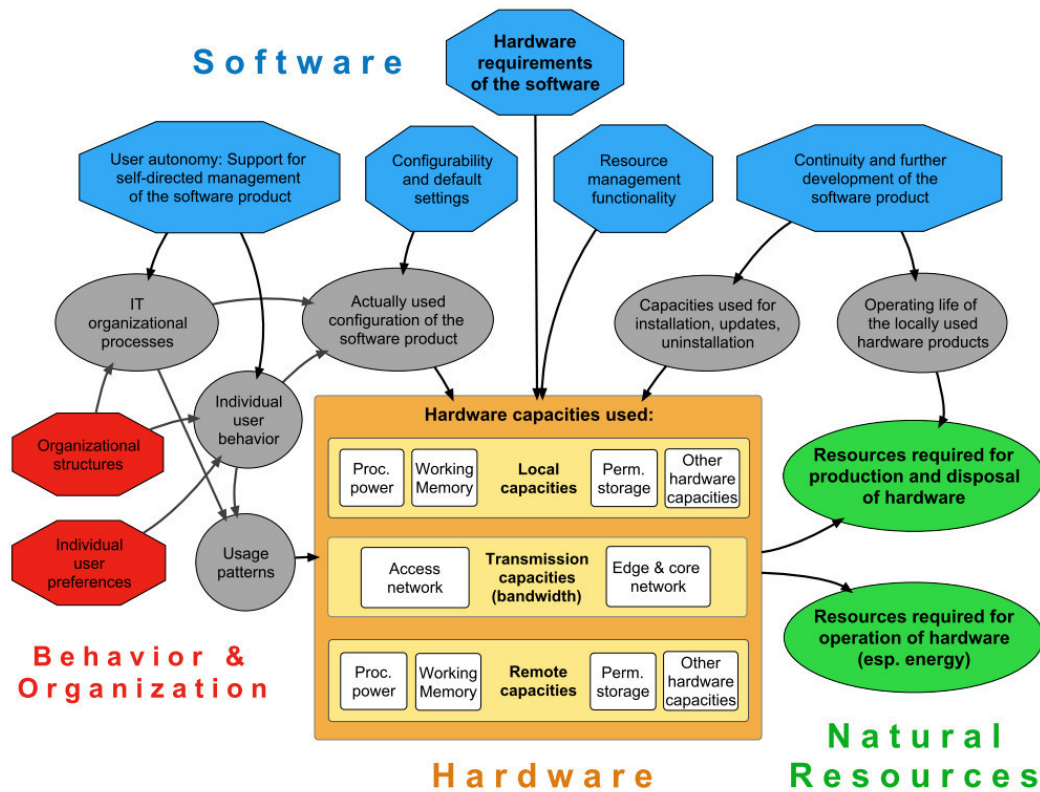 Software
Hardware
requirements
of the software
User autonomy: Support for
self-directed management
of the software product
Configurability
and default
settings
Resource
management
functionality
Continuity and further
development of the
software product
IT
organizational
processes
Actually used
configuration of the
software product
Capacities used for
installation, updates,
uninstallation
Operating life of
the locally used
hardware products
Individual
user
behavior
Organizational
structures
Individual
user
preferences
Usage
patterns
Behavior &
Organization
Hardware capacities used:
Proc.
power
Working
Memory
Local
capacities
Perm.
storage
Other
hardware
capacities
Access
network
Transmission
capacities
(bandwidth)
Edge & core
network
Proc.
power
Working
Memory
Remote
capacities
Perm.
storage
Other
hardware
capacities
Hardware
Resources required for
production and disposal
of hardware
Resources required for
operation of hardware
(esp. energy)
Natural
Resources